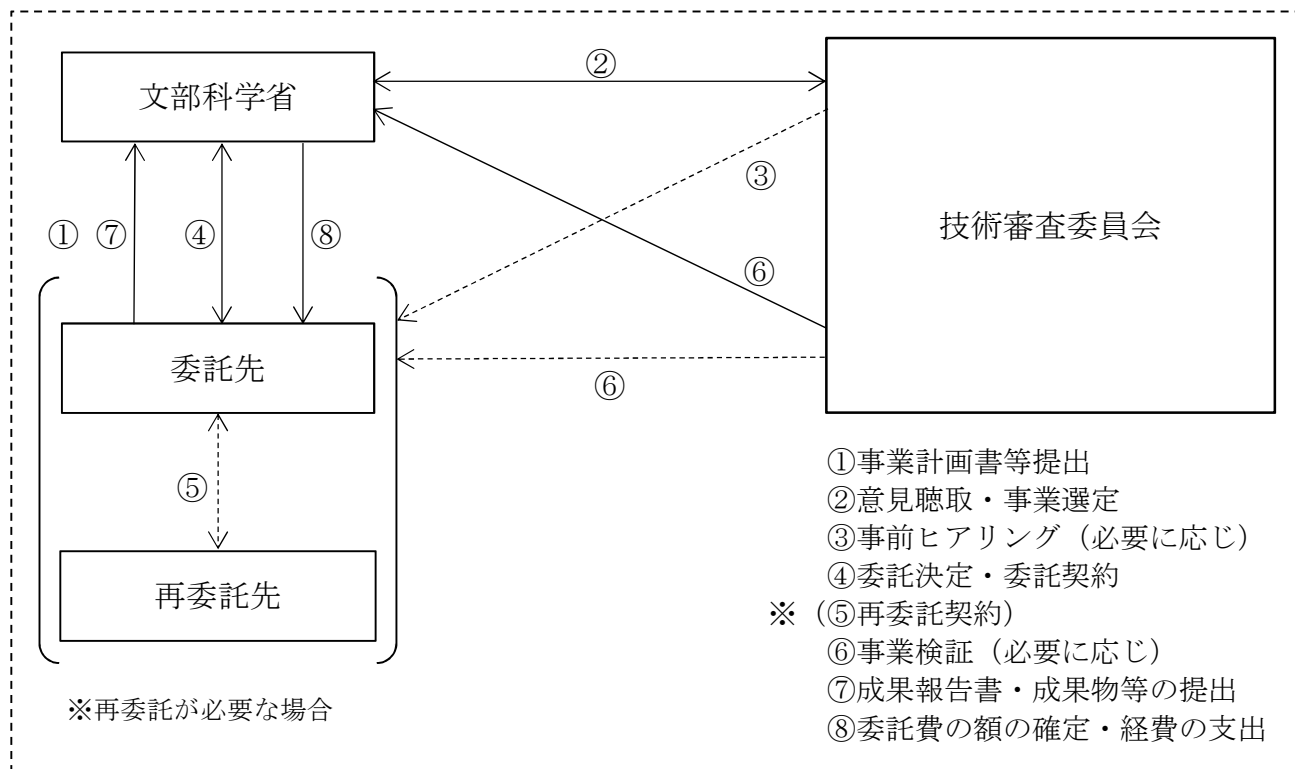 ②
文部科学省
③
技術審査委員会
① ⑦ ④ ⑧
⑥
委託先
⑥
⑤
再委託先
※再委託が必要な場合
①事業計画書等提出
②意見聴取・事業選定
③事前ヒアリング（必要に応じ）
④委託決定・委託契約
※（⑤再委託契約）
⑥事業検証（必要に応じ）
⑦成果報告書・成果物等の提出
⑧委託費の額の確定・経費の支出